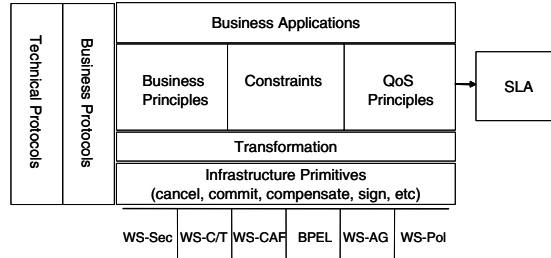 Technical Protocols
Business Protocols
Business Applications
Business
Principles
Constraints
QoS
Principles
SLA
Transformation
Infrastructure Primitives
(cancel, commit, compensate, sign, etc)
WS-Sec
WS-C/T
WS-CAF
BPEL
WS-AG
WS-Pol